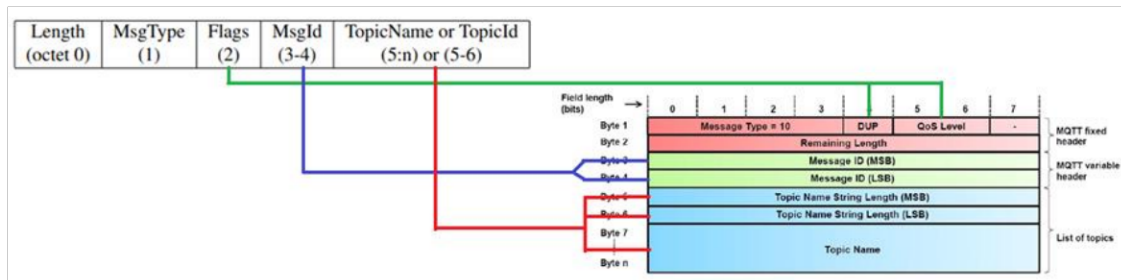 Length MsgType Flags MsgId TopicName or TopicId
(octet 0) (1) (2) (3-4) (5:n) or (5-6)
Field length
(bits)
0 1 2 3 5 6 7
Byte 1 Message Type = 10 DUP QoS Level -
MQTT fixed
header
Byte 2 Remaining Length
Byte 3 Message ID (MSB)
MQTT variable
header
Byte 4 Message ID (LSB)
Byte 5 Topic Name String Length (MSB)
Byte 6 Topic Name String Length (LSB)
Byte 7
List of topics
Topic Name
Byte n